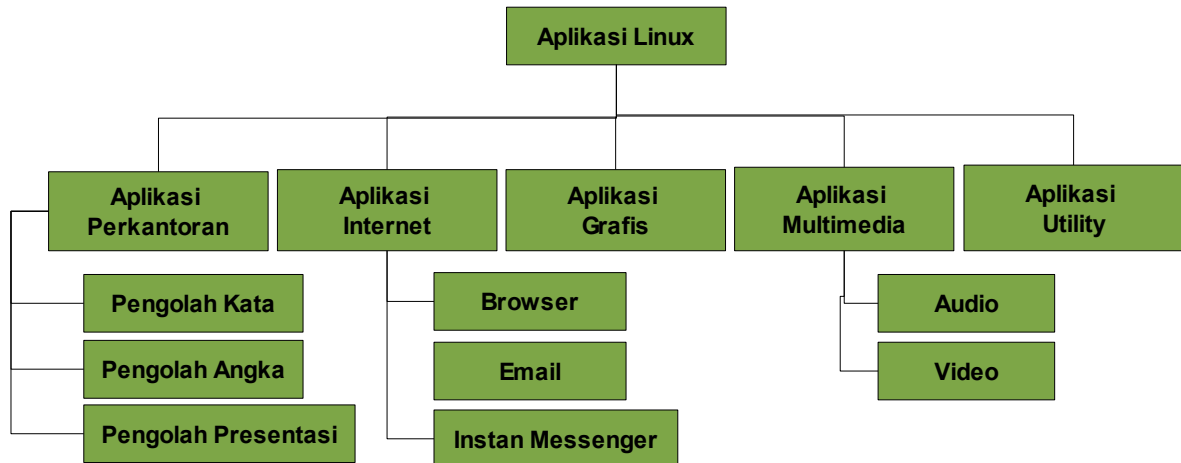 Aplikasi Linux
Aplikasi
Perkantoran
Aplikasi
Internet
Aplikasi
Grafis
Aplikasi
Multimedia
Aplikasi
Utility
Pengolah Kata
Pengolah Angka
Pengolah Presentasi
Browser
Email
Instan Messenger
Audio
Video